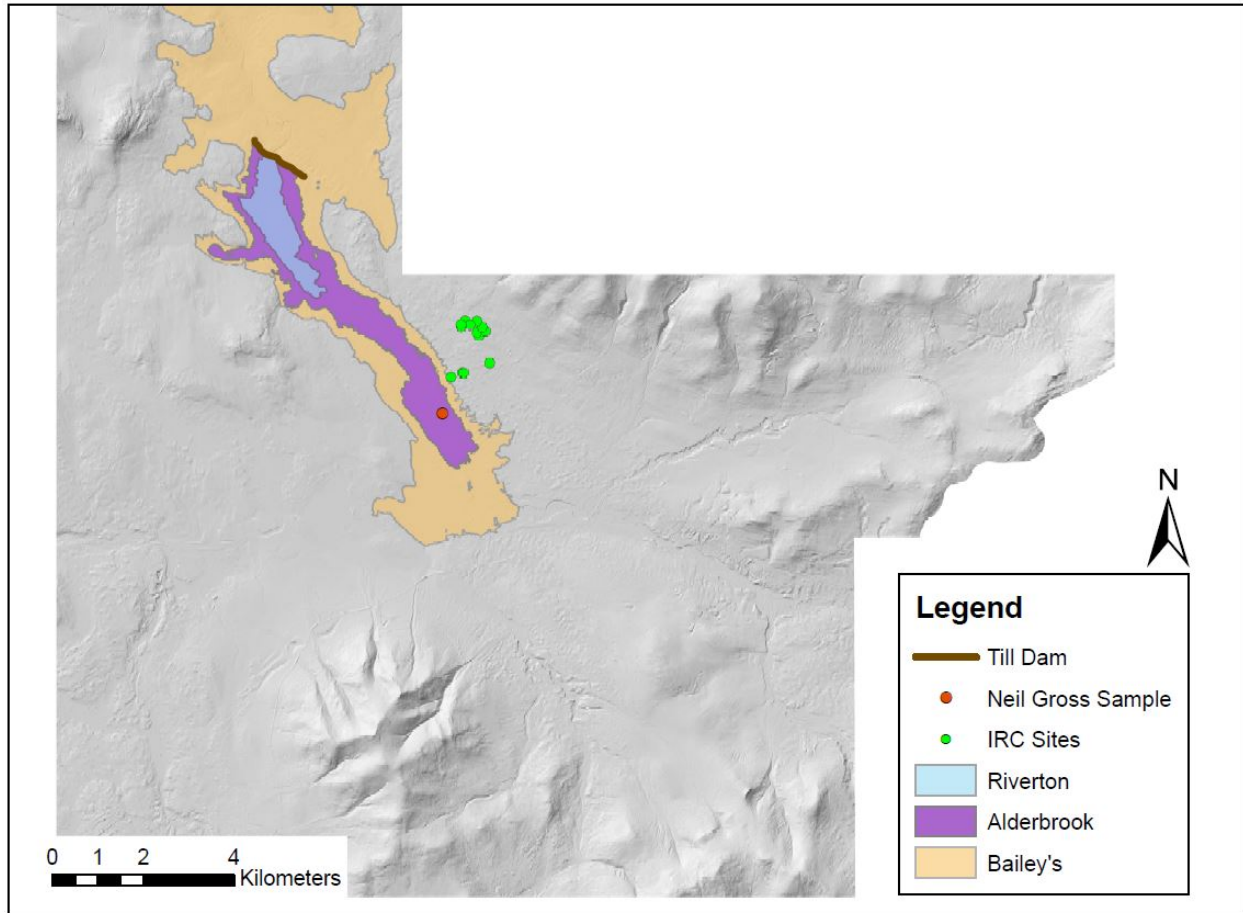 N
Legend
Till Dam
Neil Gross Sample
IRC Sites
Riverton
Alderbrook
Bailey's
0 1 2 4
Kilometers